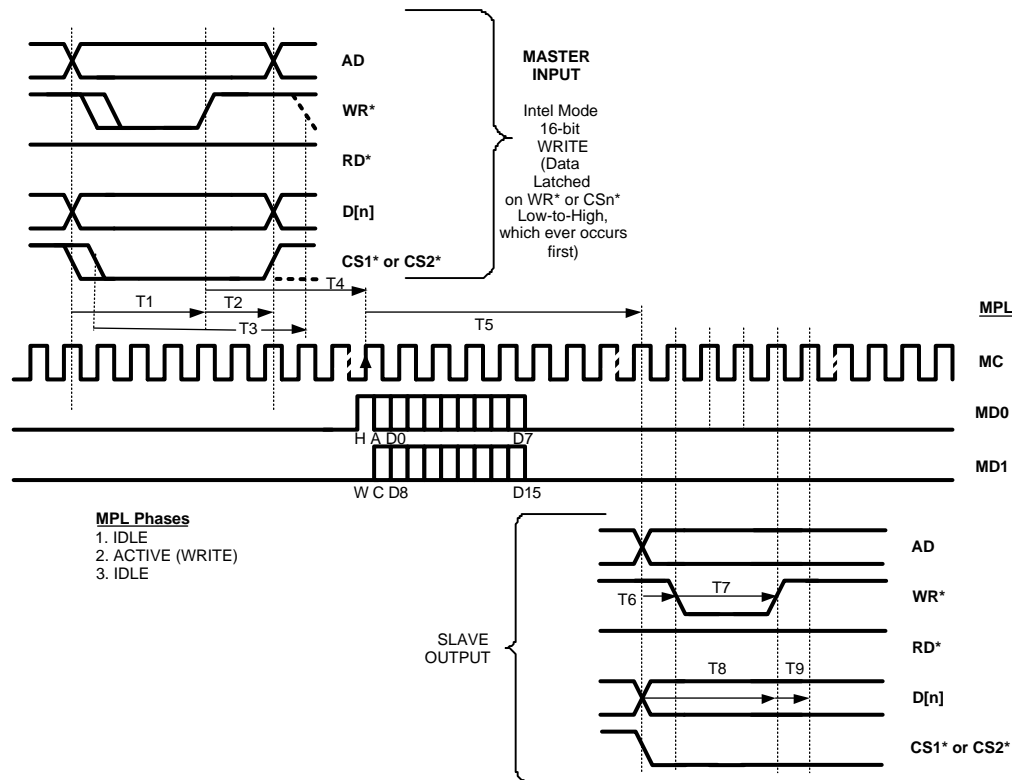 AD
WR*
RD*
D[n]
CS1* or CS2*
MASTER
INPUT
Intel Mode
16-bit
WRITE
(Data
Latched
on WR* or CSn*
Low-to-High,
which ever occurs
first)
T4
T1
T2
T3
T5
MPL
MC
MD0
H A D0
D7
MD1
W C D8
D15
MPL Phases
1. IDLE
2. ACTIVE (WRITE)
3. IDLE
SLAVE
OUTPUT
AD
T6
T7
WR*
RD*
T8
T9
D[n]
CS1* or CS2*